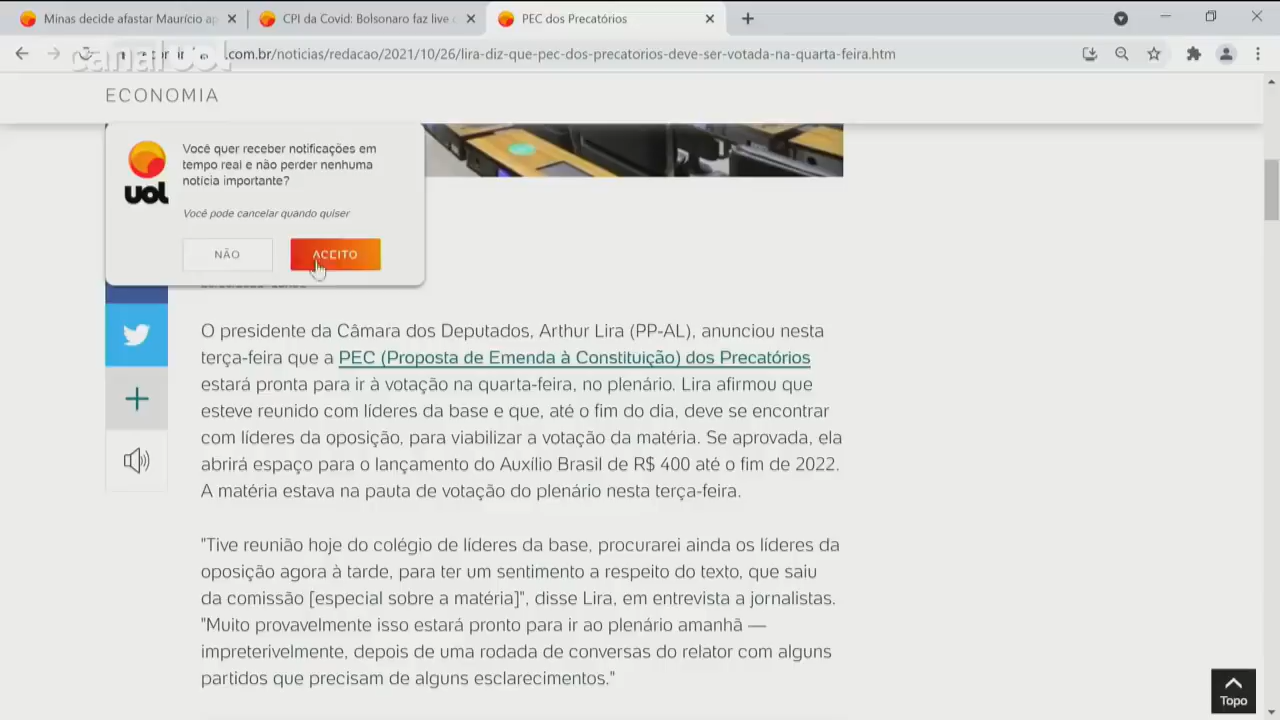 Minas decide afastar Maurício
CPI da Covid: Bolsonaro faz live
PEC dos Precatórios
canal uol
.com.br/noticias/redacao/2021/10/26/lira-diz-que-pec-dos-precatorios-deve-ser-votada-na-quarta-feira.htm
ECONOMIA
Você quer receber notificações em
tempo real e não perder nenhuma
notícia importante?
uol
Você pode cancelar quando quiser
NÃO
ACEITO
O presidente da Câmara dos Deputados, Arthur Lira (PP-AL), anunciou nesta
terça-feira que a PEC (Proposta de Emenda à Constituição) dos Precatórios
estará pronta para ir à votação na quarta-feira, no plenário. Lira afirmou que
esteve reunido com líderes da base e que, até o fim do dia, deve se encontrar
com líderes da oposição, para viabilizar a votação da matéria. Se aprovada, ela
abrirá espaço para o lançamento do Auxílio Brasil de R$ 400 até o fim de 2022.
A matéria estava na pauta de votação do plenário nesta terça-feira.
"Tive reunião hoje do colégio de líderes da base, procurarei ainda os líderes da
oposição agora à tarde, para ter um sentimento a respeito do texto, que saiu
da comissão [especial sobre a matéria]", disse Lira, em entrevista a jornalistas.
"Muito provavelmente isso estará pronto para ir ao plenário amanhã —
impreterivelmente, depois de uma rodada de conversas do relator com alguns
partidos que precisam de alguns esclarecimentos."
Topo